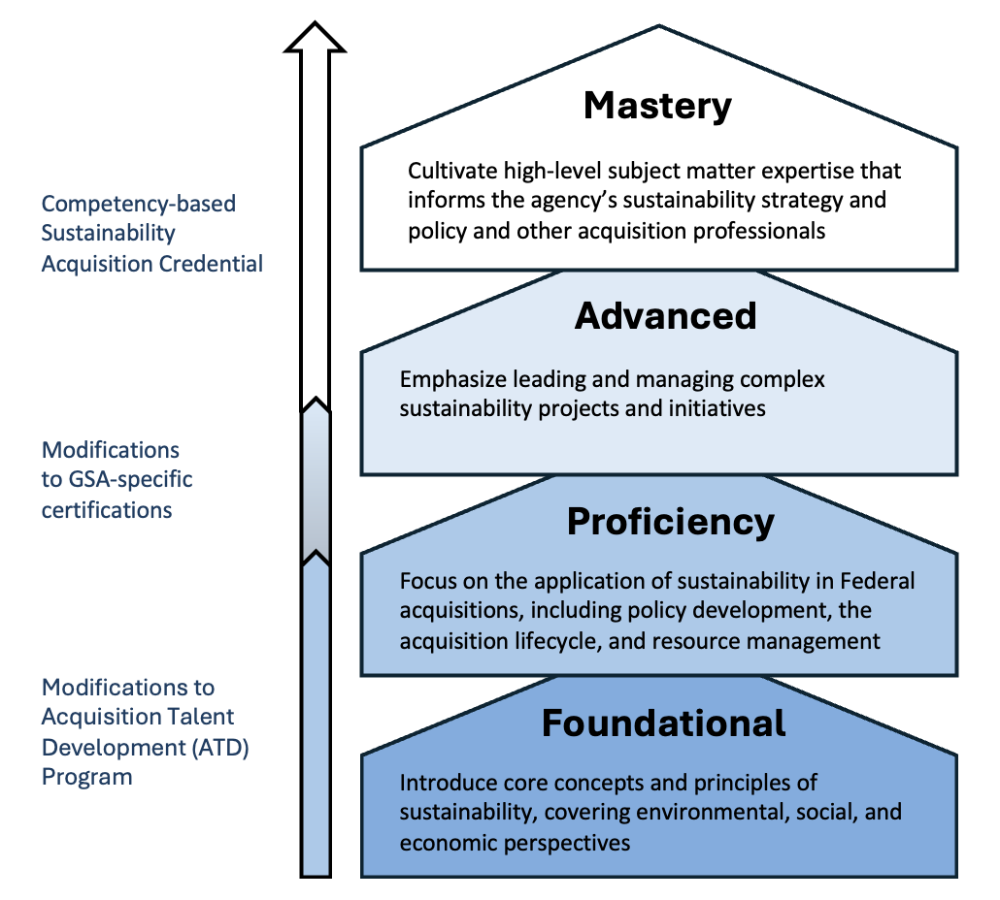 Mastery
Cultivate high-level subject matter expertise that
informs the agency’s sustainability strategy and
policy and other acquisition professionals
Competency-based
Sustainability
Acquisition Credential
Advanced
Emphasize leading and managing complex
sustainability projects and initiatives
Modifications
to GSA-specific
certifications
Proficiency
Focus on the application of sustainability in Federal
acquisitions, including policy development, the
acquisition lifecycle, and resource management
Modifications to
Acquisition Talent
Development (ATD)
Program
Foundational
Introduce core concepts and principles of
sustainability, covering environmental, social, and
economic perspectives